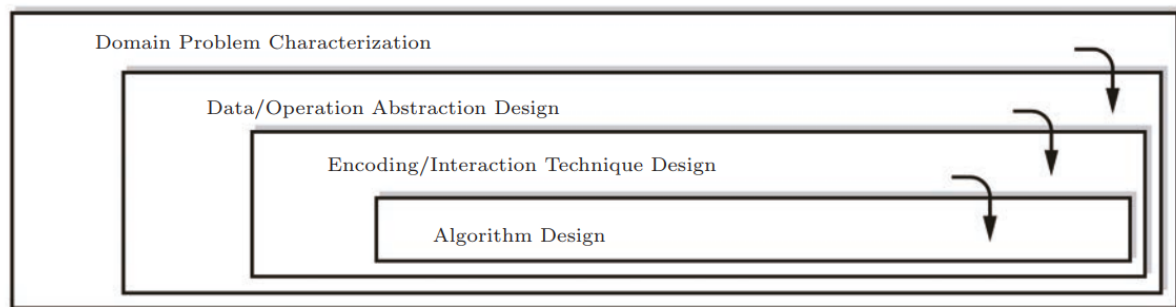 Domain Problem Characterization
Data/Operation Abstraction Design
Encoding/Interaction Technique Design
Algorithm Design